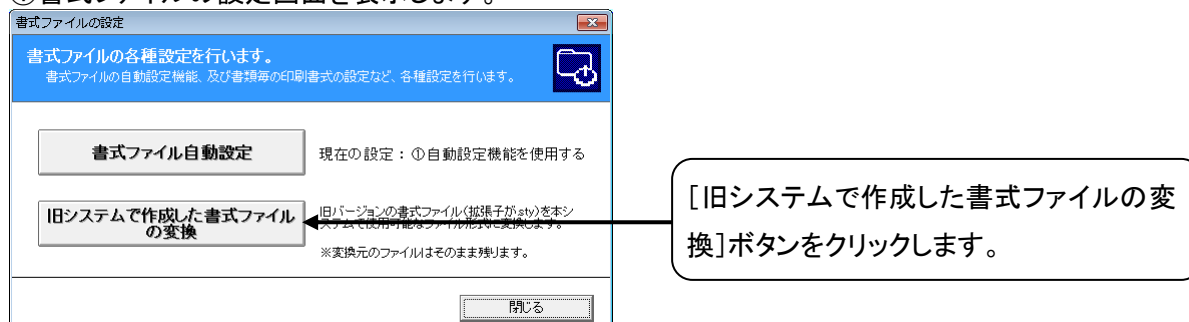 書式ファイルの設定画面を表示します。
書式ファイルの設定
書式ファイルの各種設定を行います。
書式ファイルの自動設定機能、及び書類毎の印刷書式の設定など、各種設定を行います。
書式ファイル自動設定
現在の設定：①自動設定機能を使用する
旧システムで作成した書式ファイル
の変換
旧バージョンの書式ファイル(拡張子がsty)を本シ
ステムで使用可能なファイル形式に変換します。
※変換元のファイルはそのまま残ります。
[旧システムで作成した書式ファイルの変
換]ボタンをクリックします。
閉じる